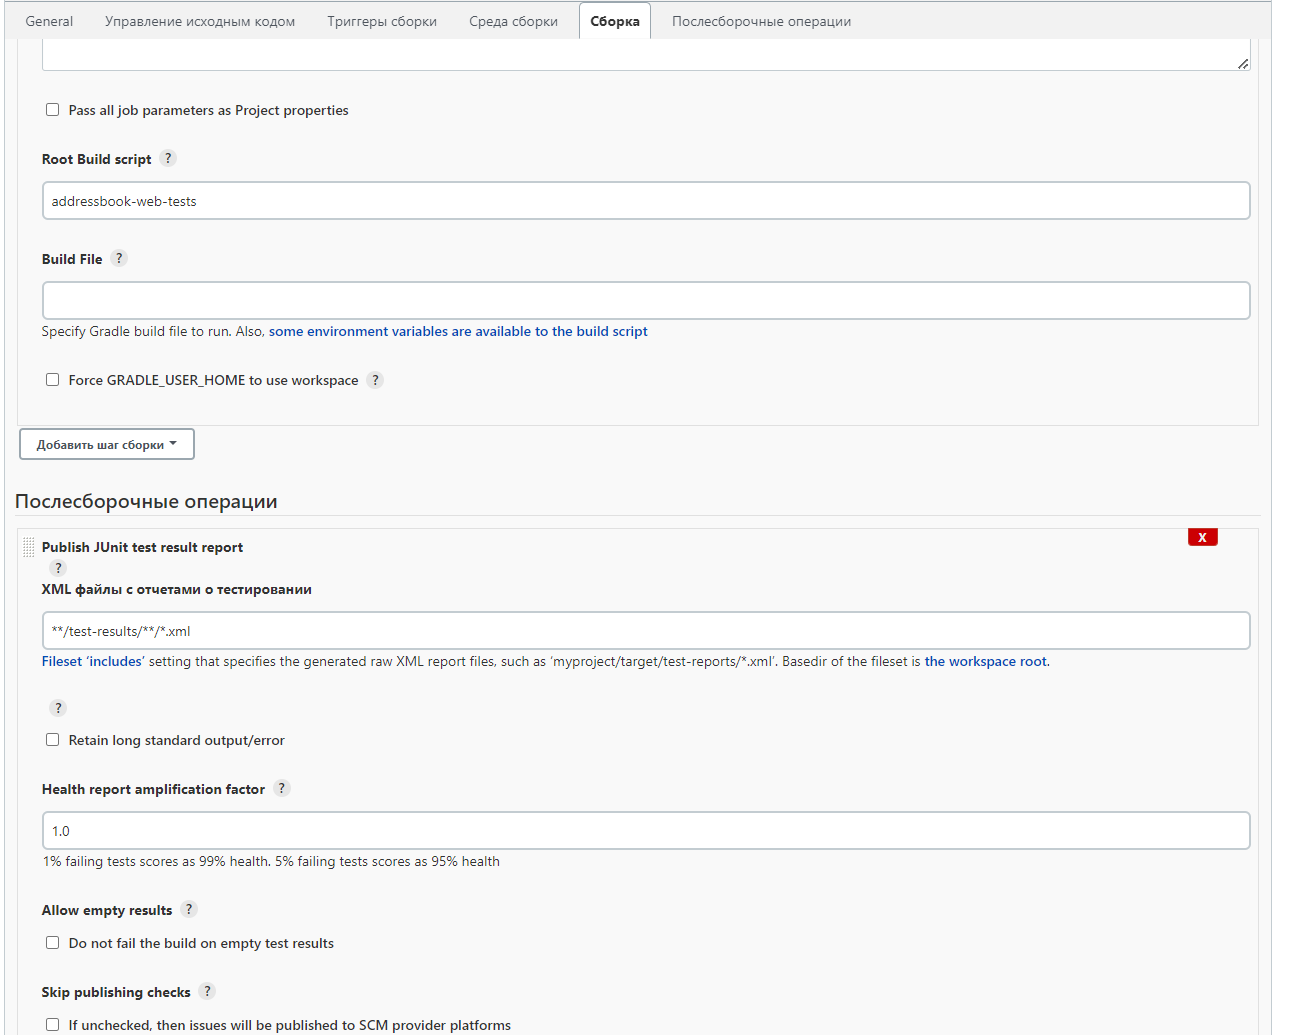 General Управление исходным кодом Триггеры сборки Среда сборки Сборка Послесборочные операции
Pass all job parameters as Project properties
Root Build script ?
addressbook-web-tests
Build File ?
Specify Gradle build file to run. Also, some environment variables are available to the build script
Force GRADLE_USER_HOME to use workspace ?
Добавить шаг сборки
Послесборочные операции
Publish JUnit test result report
X
?
XML файлы с отчетами о тестировании
**/test-results/**/*.xml
Fileset ‘includes’ setting that specifies the generated raw XML report files, such as ‘myproject/target/test-reports/*.xml’. Basedir of the fileset is the workspace root.
?
Retain long standard output/error
Health report amplification factor ?
1.0
1% failing tests scores as 99% health. 5% failing tests scores as 95% health
Allow empty results ?
Do not fail the build on empty test results
Skip publishing checks ?
If unchecked, then issues will be published to SCM provider platforms